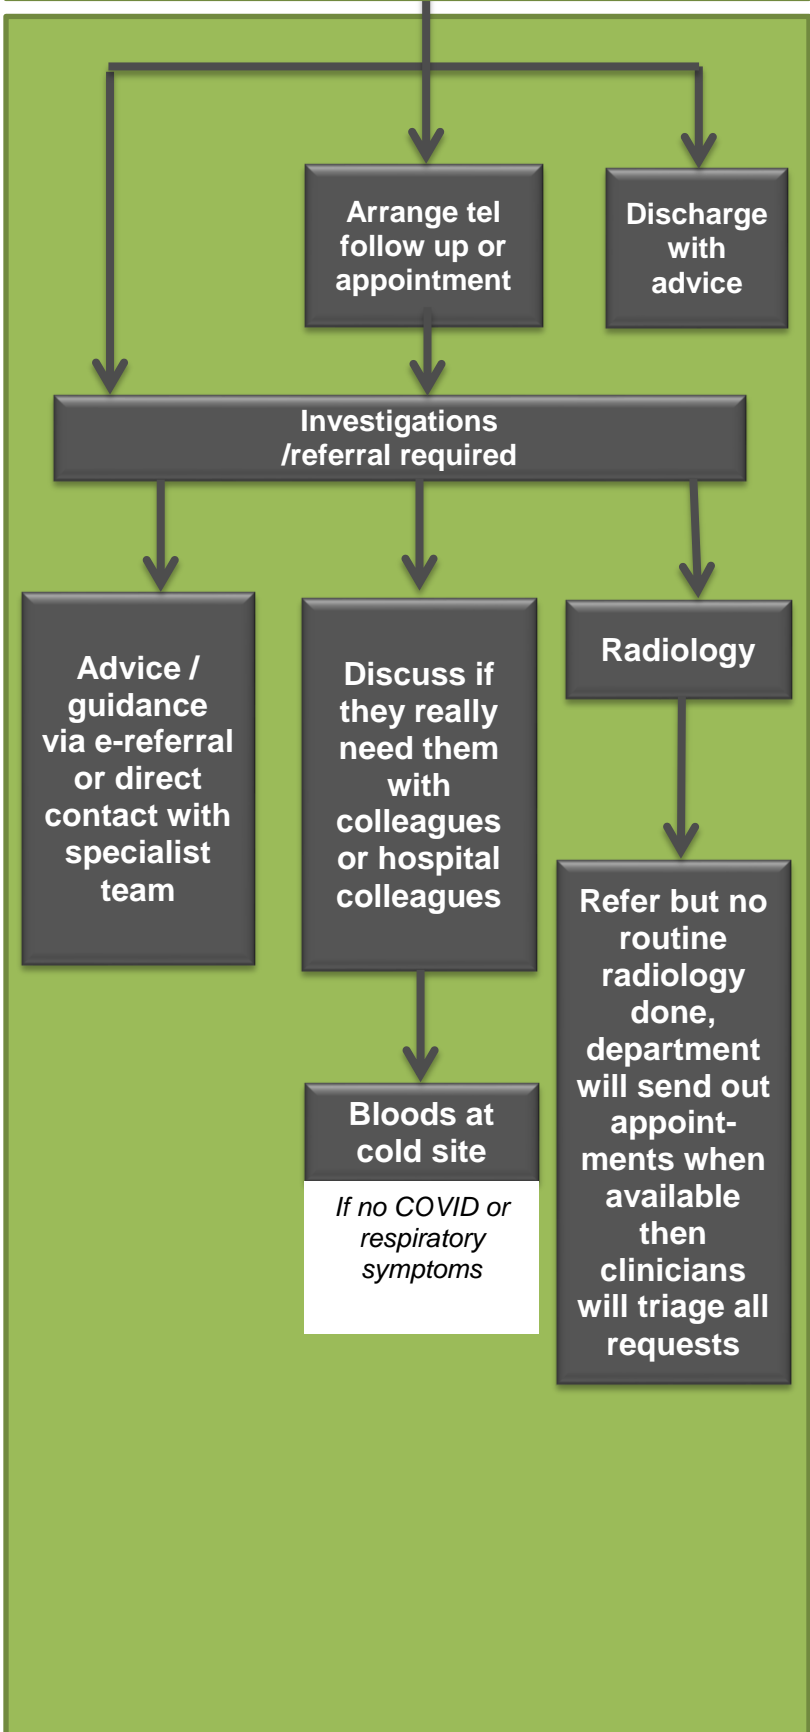 Arrange tel
follow up or
appointment
Discharge
with
advice
Investigations
/referral required
Advice /
guidance
via e-referral
or direct
contact with
specialist
team
Discuss if
they really
need them
with
colleagues
or hospital
colleagues
Radiology
Bloods at
cold site
If no COVID or
respiratory
symptoms
Refer but no
routine
radiology
done,
department
will send out
appoint-
ments when
available
then
clinicians
will triage all
requests